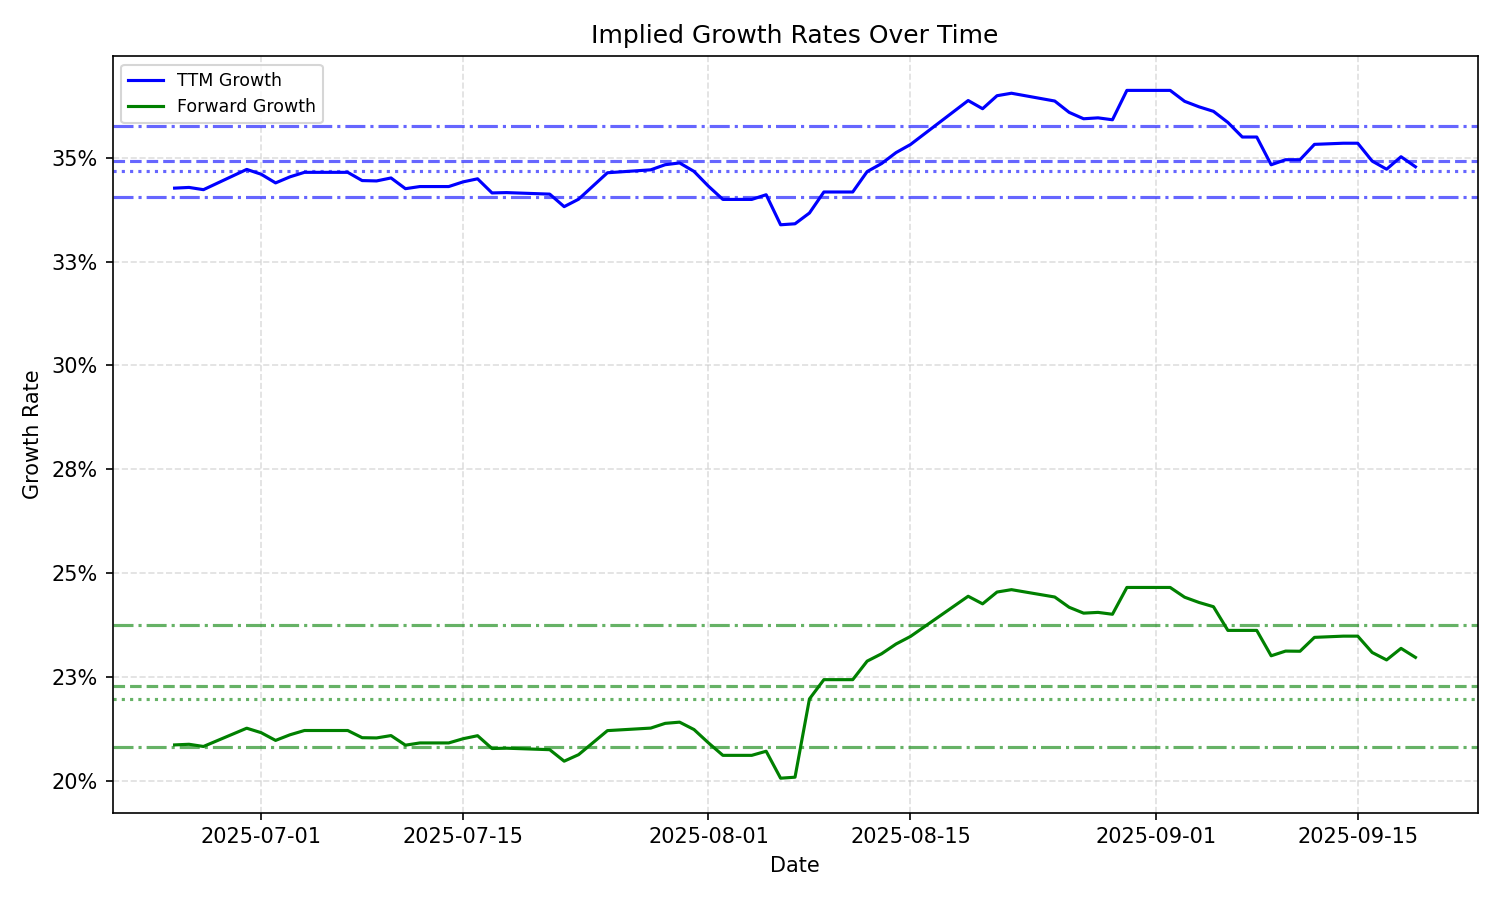 Implied Growth Rates Over Time
TTM Growth
Forward Growth
35%
33%
30%
28%
25%
23%
20%
Growth Rate
2025-07-01
2025-07-15
2025-08-01
2025-08-15
2025-09-01
2025-09-15
Date